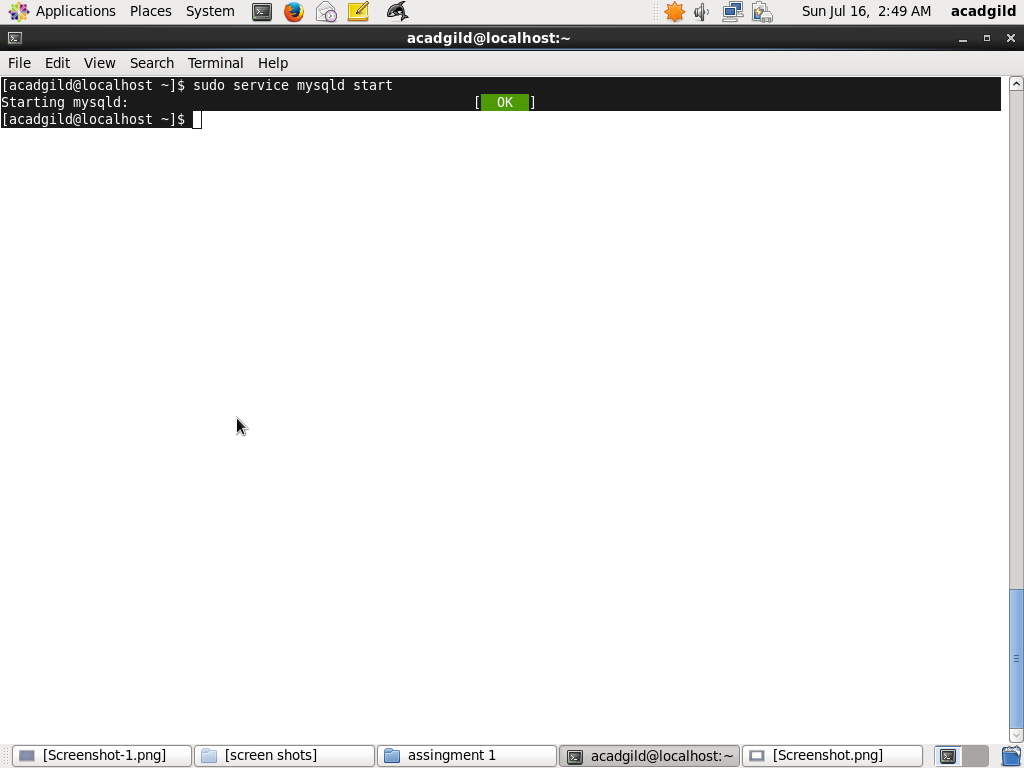 Applications Places System Sun Jul 16, 2:49 AM acadgild
acadgild@localhost:~
File Edit View Search Terminal Help
[acadgild@localhost ~]$ sudo service mysqld start
Starting mysqld: [ OK ]
[acadgild@localhost ~]$
[Screenshot-1.png] [screen shots] assingment 1 acadgild@localhost:~ [Screenshot.png]